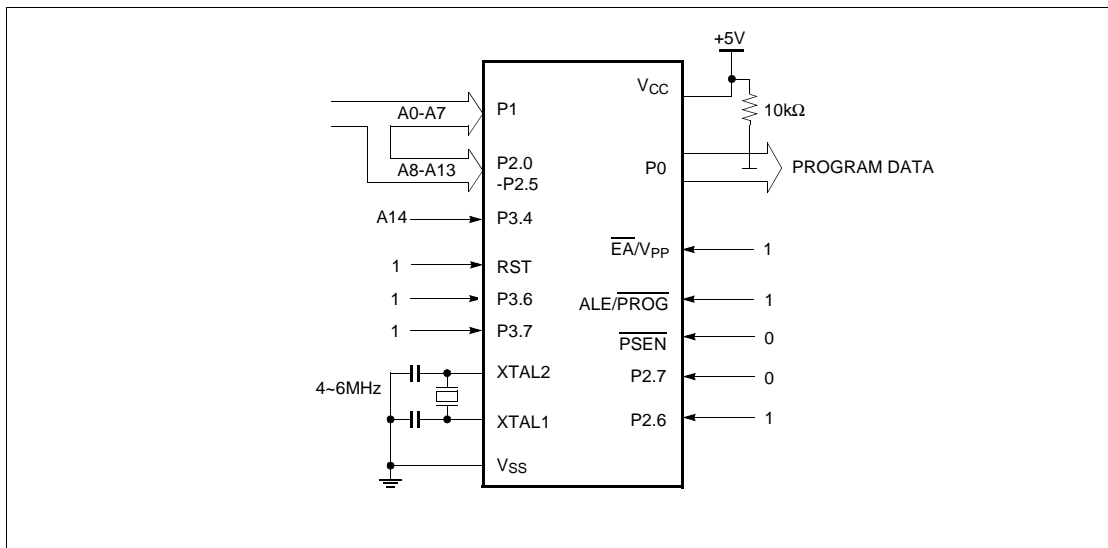 +5V
VCC
10kΩ
A0-A7
P1
A8-A13
P2.0
-P2.5
P0
PROGRAM DATA
A14
P3.4
EA/VPP
1
1
RST
1
P3.6
ALE/PROG
1
1
P3.7
PSEN
0
4~6MHz
XTAL2
P2.7
0
XTAL1
P2.6
1
VSS